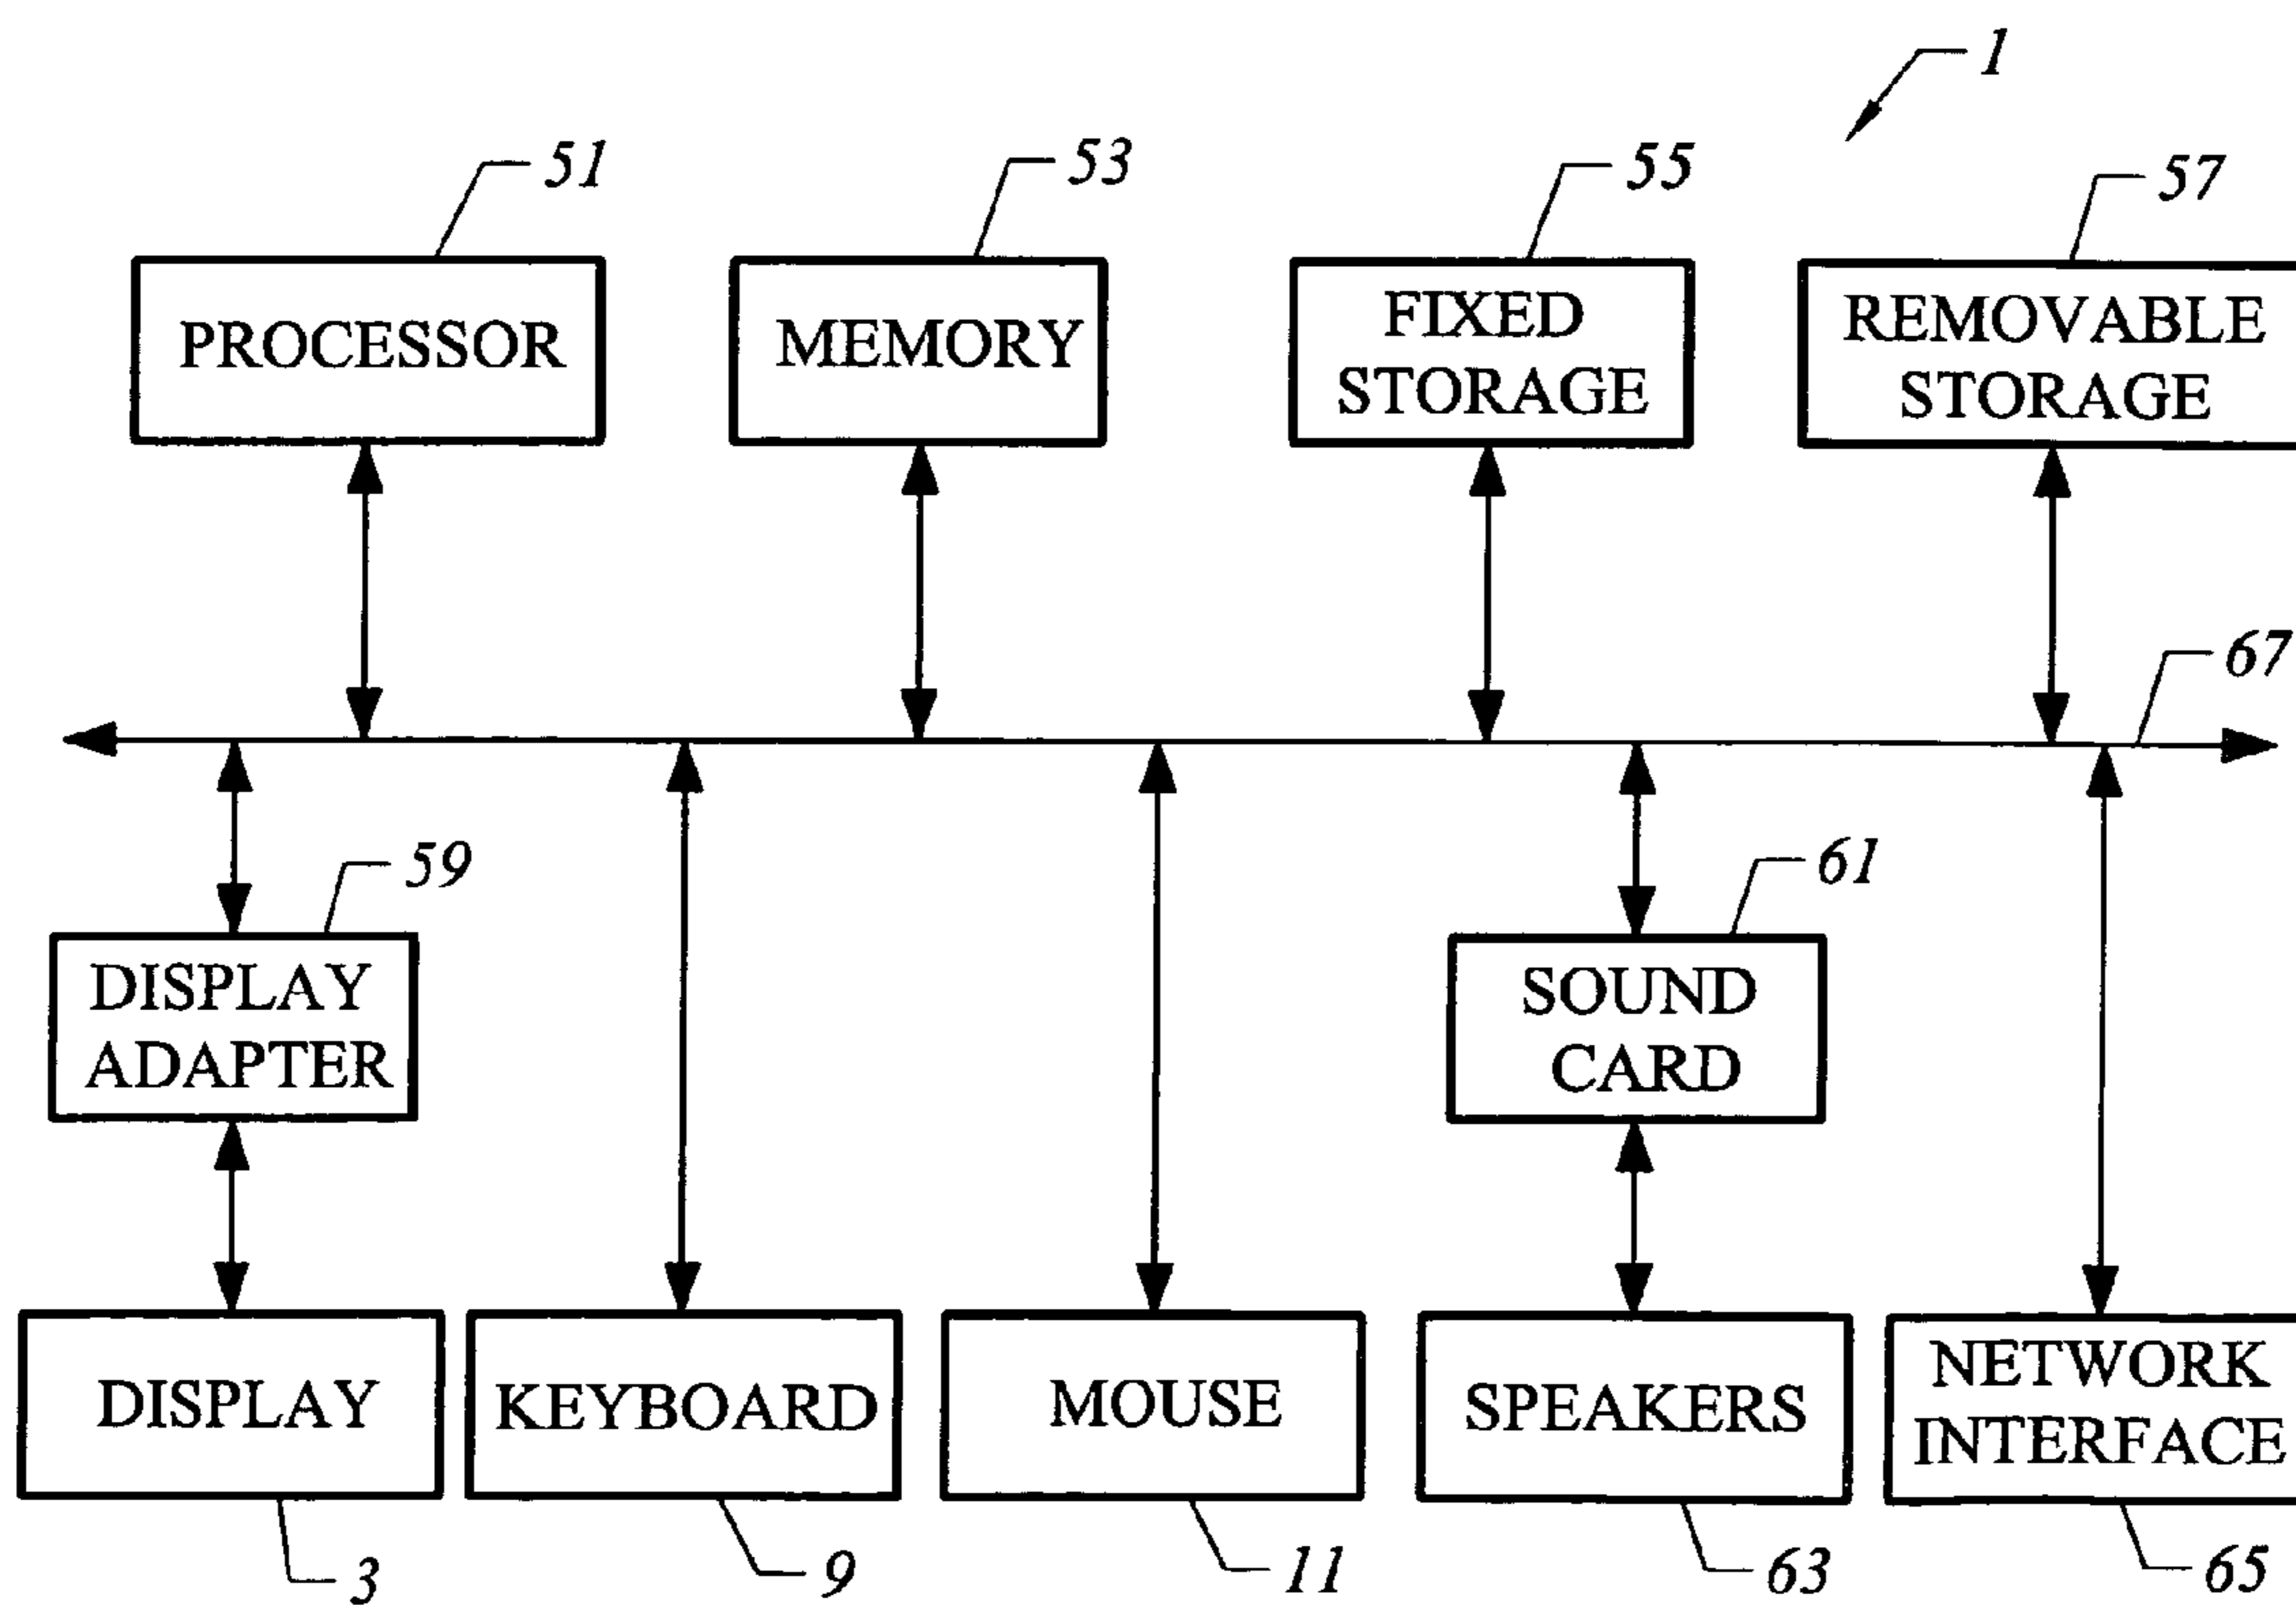 1
51
53
55
57
PROCESSOR
MEMORY
FIXED
STORAGE
REMOVABLE
STORAGE
67
59
61
DISPLAY
ADAPTER
SOUND
CARD
DISPLAY
KEYBOARD
MOUSE
SPEAKERS
NETWORK
INTERFACE
3
9
11
63
65